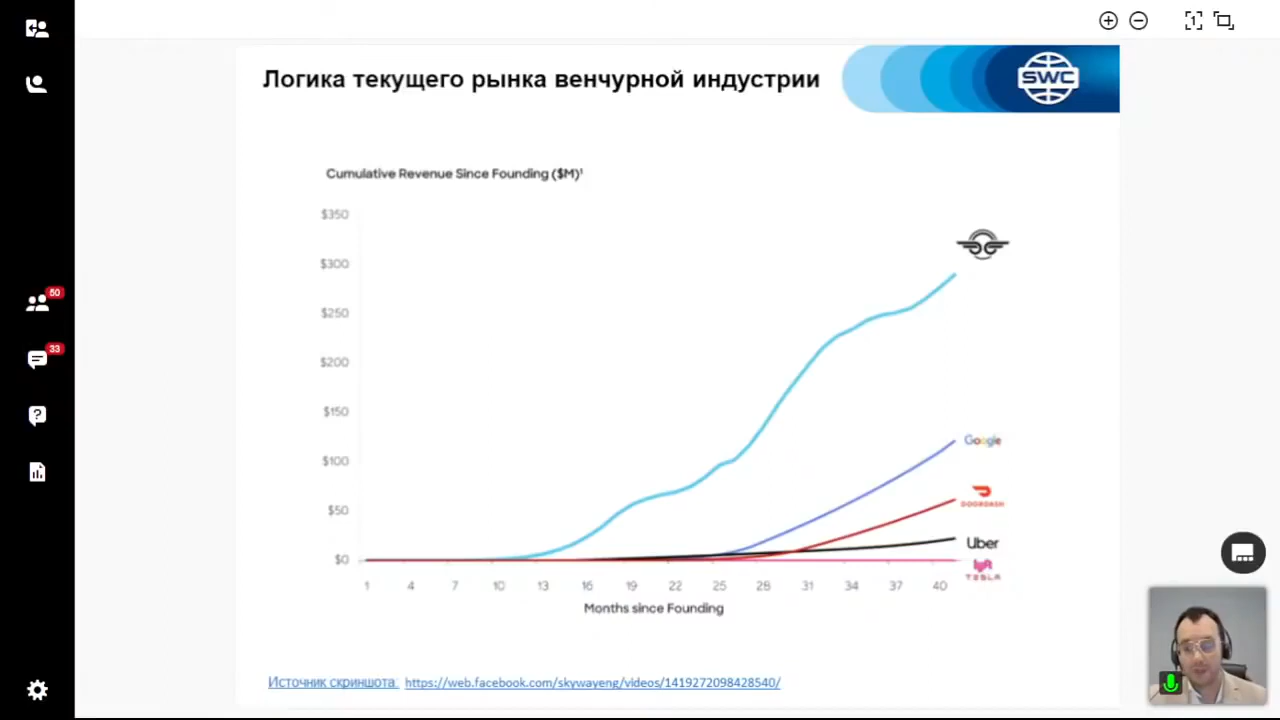 Логика текущего рынка венчурной индустрии
SWC
Cumulative Revenue Since Founding ($M)¹
$350
$300
$250
$200
$150
$100
$50
$0
Google
DOORDASH
Uber
lyft
TESLA
1 4 7 10 13 16 19 22 25 28 31 34 37 40
Months since Founding
50
33
Источник скриншота: https://web.facebook.com/skywayeng/videos/1419272098428540/